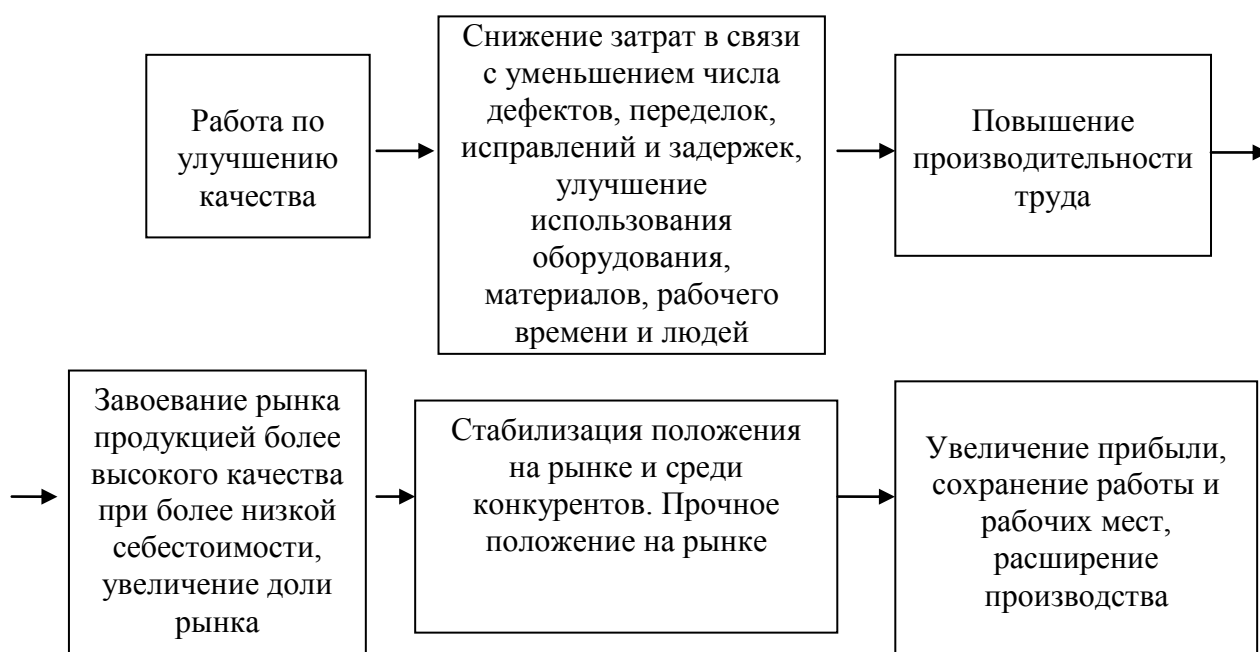 Работа по
улучшению
качества
Снижение затрат в связи
с уменьшением числа
дефектов, переделок,
исправлений и задержек,
улучшение
использования
оборудования,
материалов, рабочего
времени и людей
Повышение
производительности
труда
Завоевание рынка
продукцией более
высокого качества
при более низкой
себестоимости,
увеличение доли
рынка
Стабилизация положения
на рынке и среди
конкурентов. Прочное
положение на рынке
Увеличение прибыли,
сохранение работы и
рабочих мест,
расширение
производства